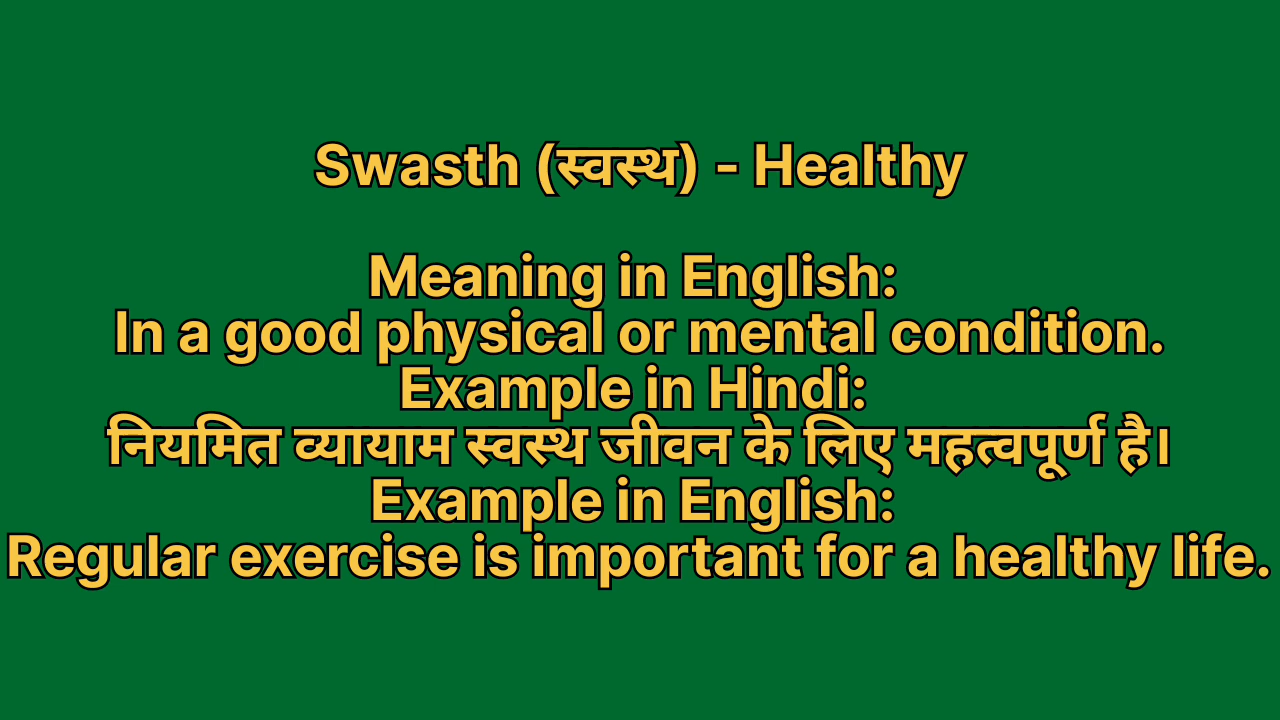 Swasth (स्वस्थ) - Healthy
Meaning in English:
In a good physical or mental condition.
Example in Hindi:
नियमित व्यायाम स्वस्थ जीवन के लिए महत्वपूर्ण है।
Example in English:
Regular exercise is important for a healthy life.